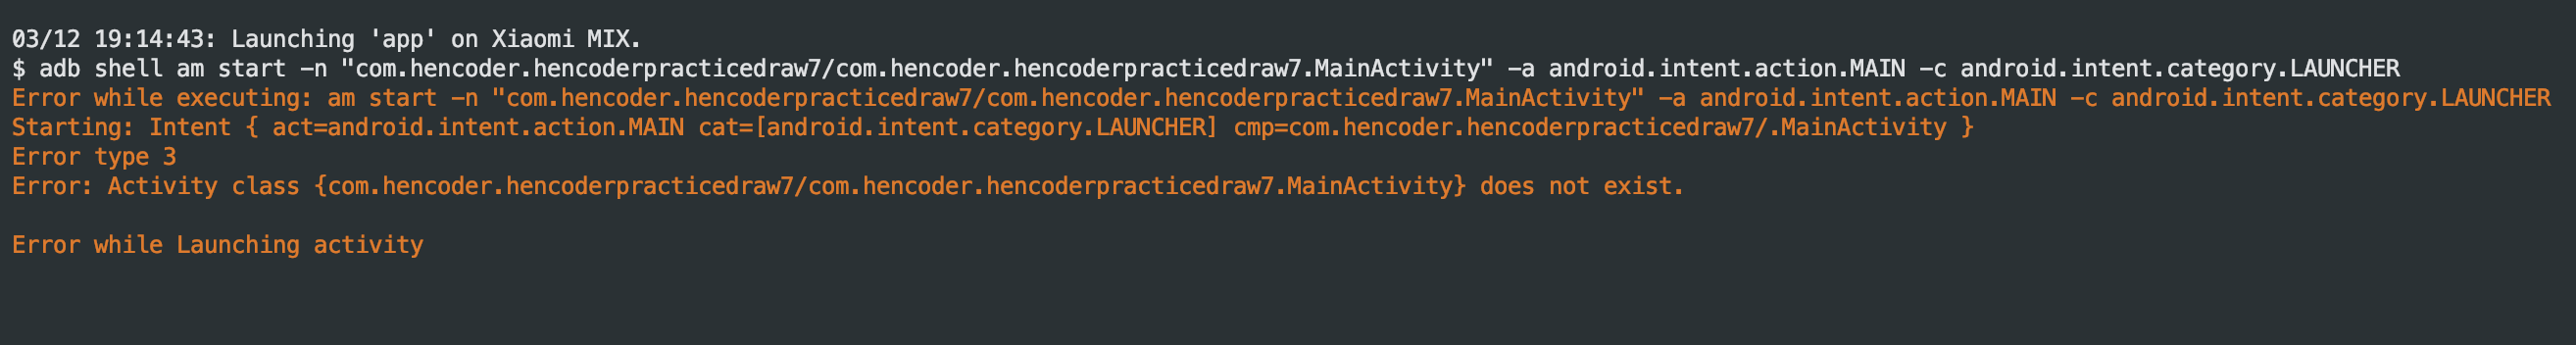 03/12 19:14:43: Launching 'app' on Xiaomi MIX.
$ adb shell am start -n "com.hencoder.hencoderpracticedraw7/com.hencoder.hencoderpracticedraw7.MainActivity" -a android.intent.action.MAIN -c android.intent.category.LAUNCHER
Error while executing: am start -n "com.hencoder.hencoderpracticedraw7/com.hencoder.hencoderpracticedraw7.MainActivity" -a android.intent.action.MAIN -c android.intent.category.LAUNCHER
Starting: Intent { act=android.intent.action.MAIN cat=[android.intent.category.LAUNCHER] cmp=com.hencoder.hencoderpracticedraw7/.MainActivity }
Error type 3
Error: Activity class {com.hencoder.hencoderpracticedraw7/com.hencoder.hencoderpracticedraw7.MainActivity} does not exist.
Error while Launching activity